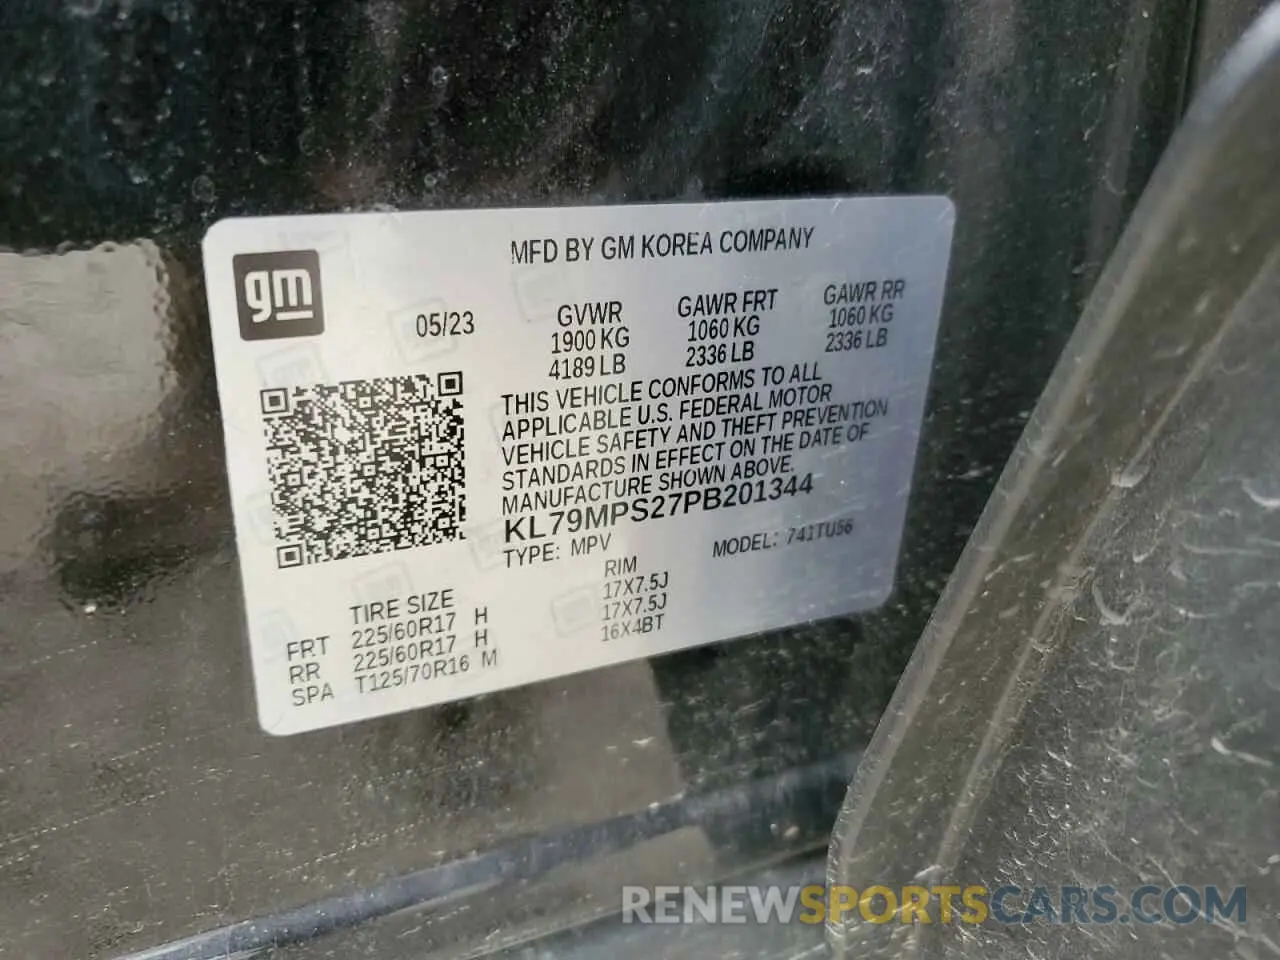 gm
MFD BY GM KOREA COMPANY
05/23
GVWR GAWR FRT GAWR RR
1900 KG 1060 KG 1060 KG
4189 LB 2336 LB 2336 LB
THIS VEHICLE CONFORMS TO ALL
APPLICABLE U.S. FEDERAL MOTOR
VEHICLE SAFETY AND THEFT PREVENTION
STANDARDS IN EFFECT ON THE DATE OF
MANUFACTURE SHOWN ABOVE.
KL79MPS27PB201344
TYPE: MPV MODEL: 741TU56
TIRE SIZE RIM
FRT 225/60R17 H 17X7.5J
RR 225/60R17 H 17X7.5J
SPA T125/70R16 M 16X4BT
RENEWSPORTSCARS.COM